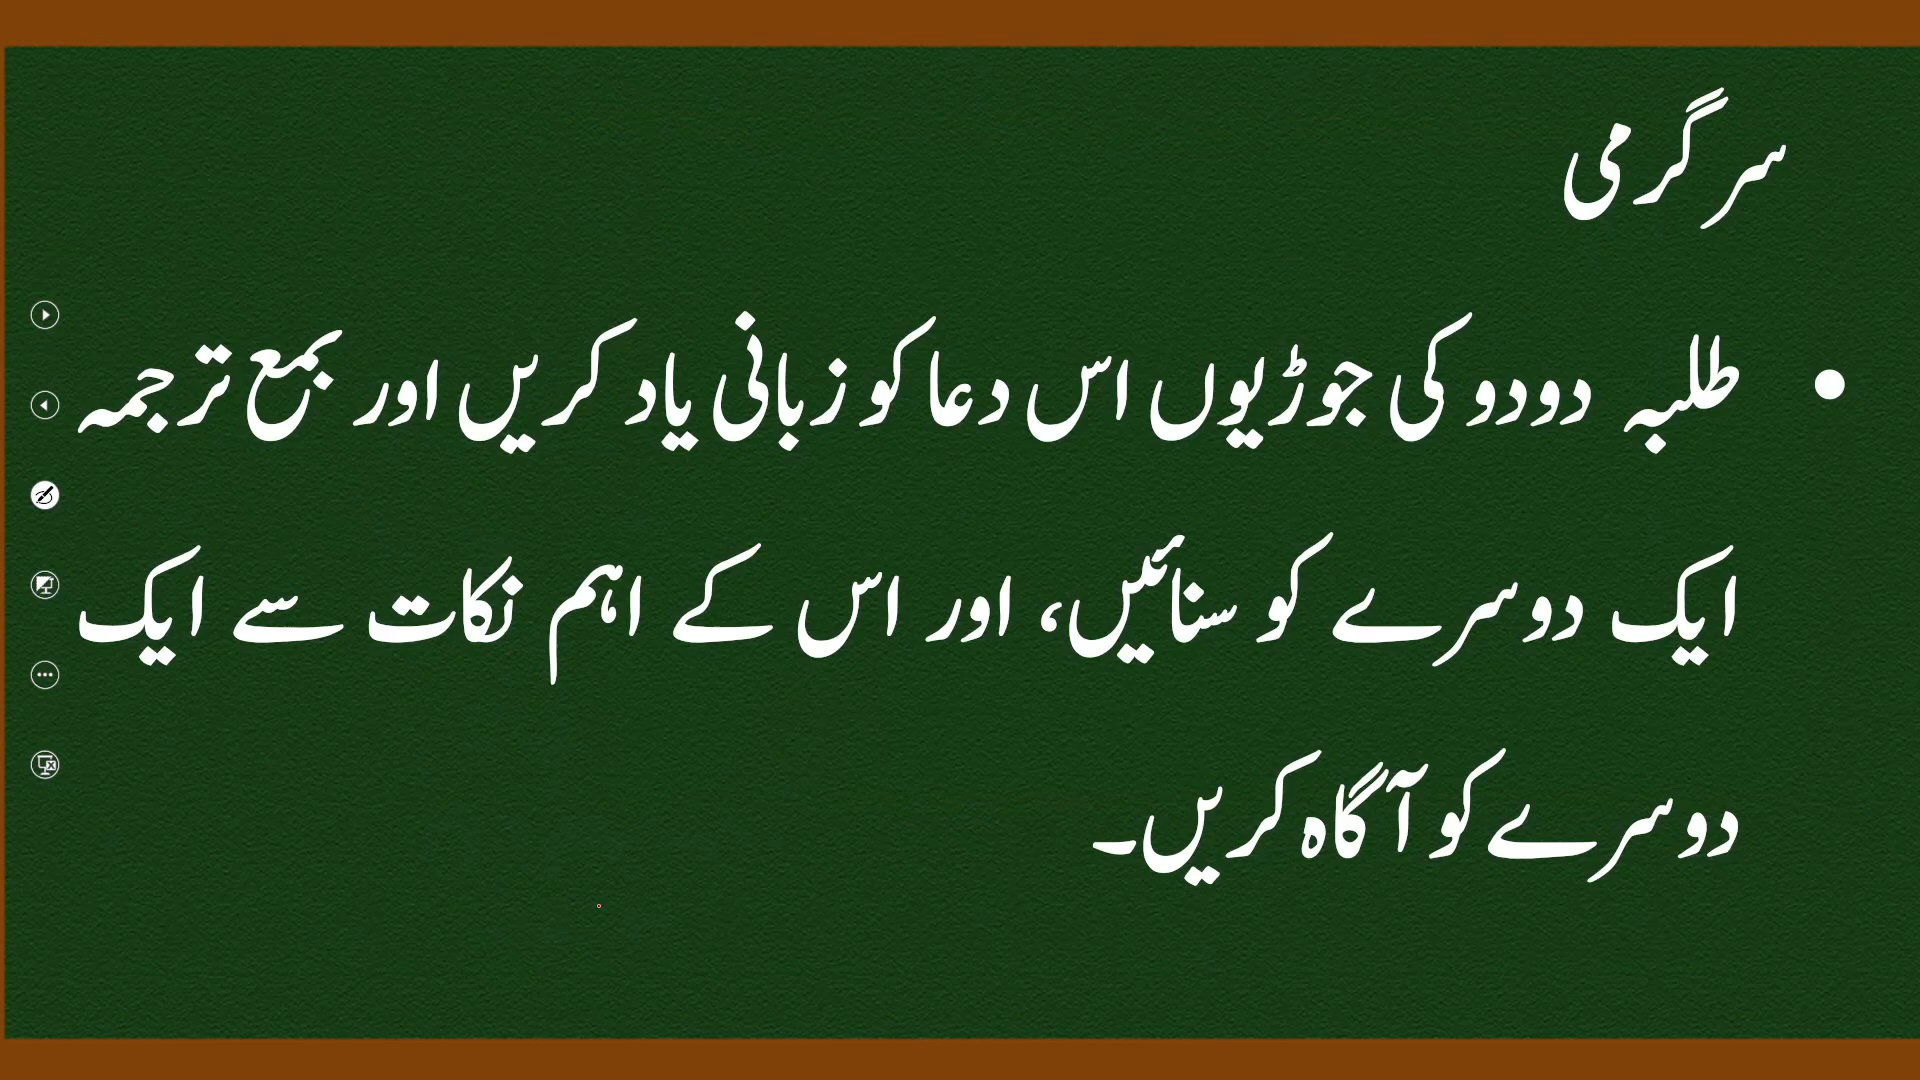 سرگرمی
• طلبہ دودو کی جوڑیوں اس دعا کو زبانی یاد کریں اور بمع ترجمہ
ایک دوسرے کو سنائیں، اور اس کے اہم نکات سے ایک
دوسرے کو آگاہ کریں۔